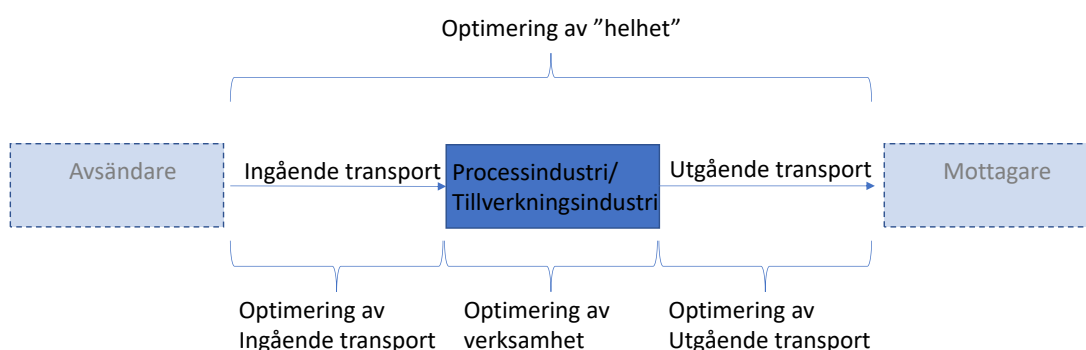 Optimering av ”helhet”
Avsändare
Ingående transport
Processindustri/
Tillverkningsindustri
Utgående transport
Mottagare
Optimering av
Ingående transport
Optimering av
verksamhet
Optimering av
Utgående transport